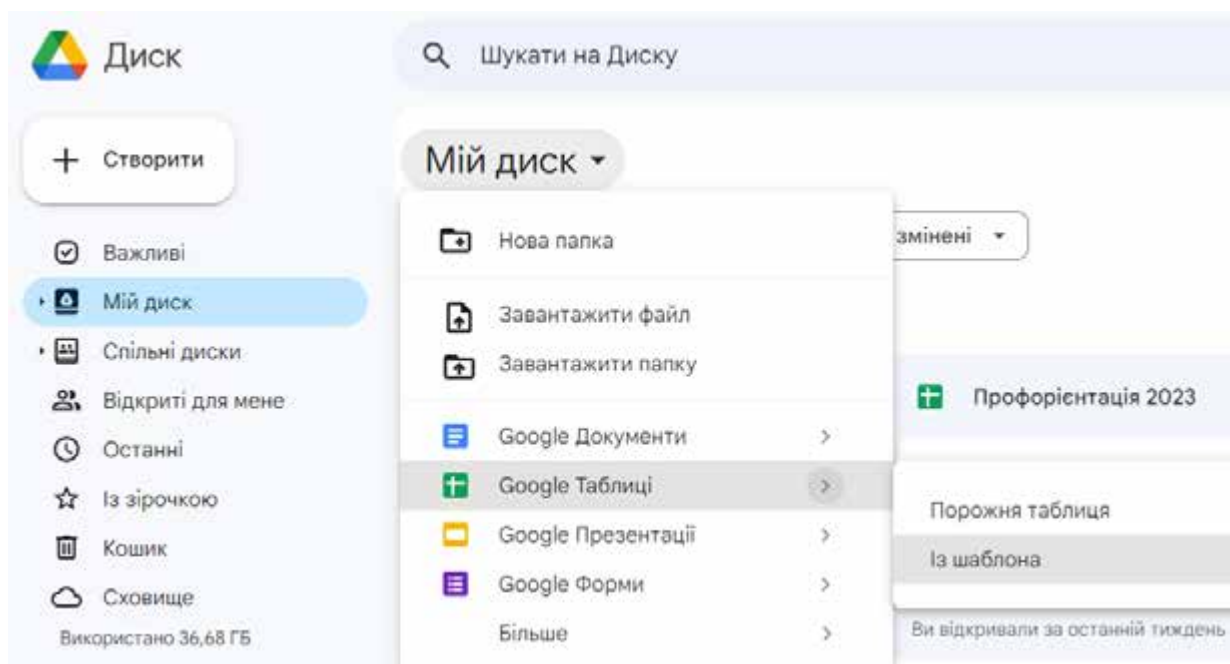 Диск
Шукати на Диску
Створити
Мій диск
Важливі
Мій диск
Спільні диски
Відкриті для мене
Останні
Із зірочкою
Кошик
Сховище
Використано 36,68 ГБ
Нова папка
Завантажити файл
Завантажити папку
Google Документи
Google Таблиці
Google Презентації
Google Форми
Більше
змінені
Профорієнтація 2023
Порожня таблиця
Із шаблона
Ви відкривали за останній тиждень